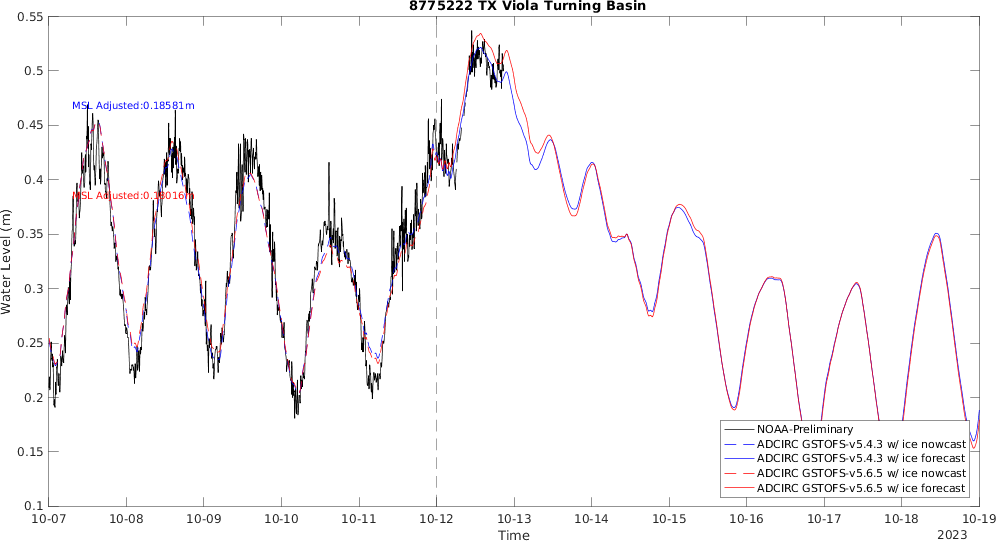 8775222 TX Viola Turning Basin
0.55
0.5
0.45
0.4
0.35
0.3
0.25
0.2
0.15
0.1
Water Level (m)
MSL Adjusted:0.18581m
MSL Adjusted:0.18016m
NOAA-Preliminary
ADCIRC GSTOFS-v5.4.3 w/ ice nowcast
ADCIRC GSTOFS-v5.4.3 w/ ice forecast
ADCIRC GSTOFS-v5.6.5 w/ ice nowcast
ADCIRC GSTOFS-v5.6.5 w/ ice forecast
10-07 10-08 10-09 10-10 10-11 10-12 10-13 10-14 10-15 10-16 10-17 10-18 10-19
Time
2023